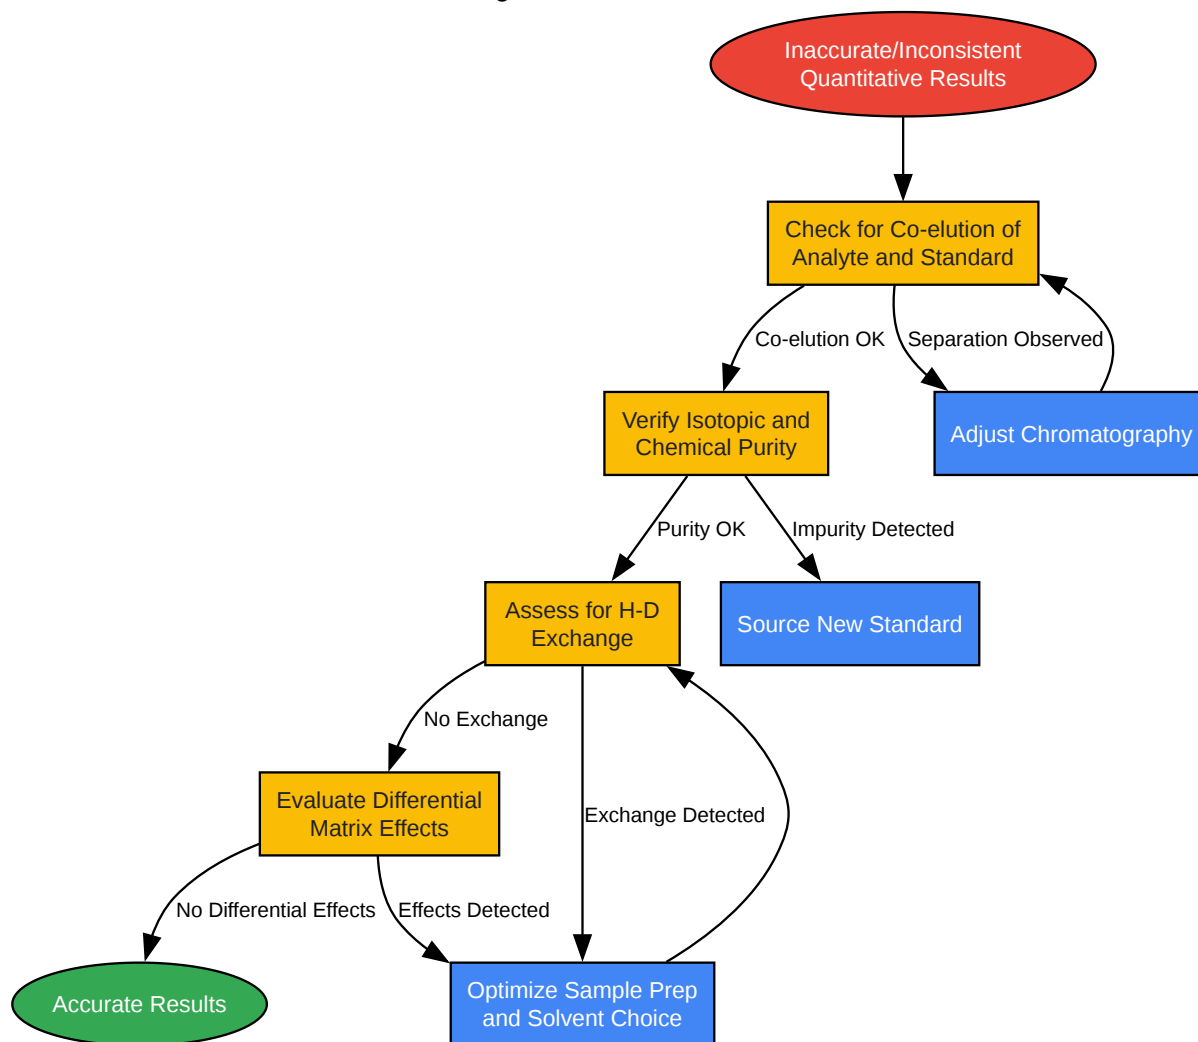 Inaccurate/Inconsistent
Quantitative Results
Check for Co-elution of
Analyte and Standard
Co-elution OK
Separation Observed
Verify Isotopic and
Chemical Purity
Adjust Chromatography
Purity OK
Impurity Detected
Assess for H-D
Exchange
Source New Standard
No Exchange
Evaluate Differential
Matrix Effects
Exchange Detected
No Differential Effects
Effects Detected
Accurate Results
Optimize Sample Prep
and Solvent Choice